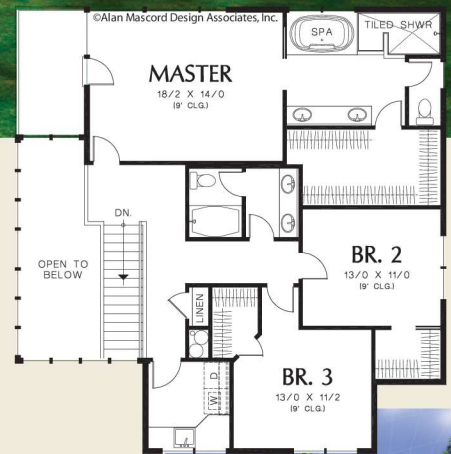 ©Alan Mascord Design Associates, Inc.
SPA
TILED SHWR
MASTER
18/2 X 14/0
(9' CLG.)
DN.
OPEN TO
BELOW
BR. 2
13/0 X 11/0
(9' CLG.)
LINEN
W D
BR. 3
13/0 X 11/2
(9' CLG.)